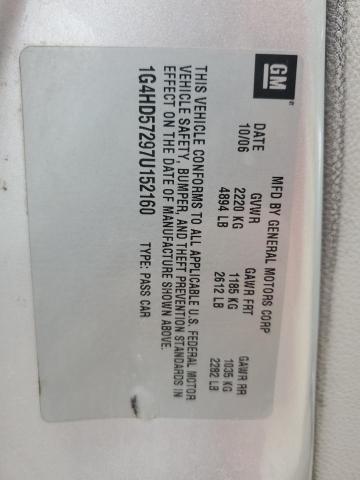 GM
MFD BY GENERAL MOTORS CORP
DATE GVWR GAWR FRT GAWR RR
10/06 2220 KG 1185 KG 1035 KG
4894 LB 2612 LB 2282 LB
THIS VEHICLE CONFORMS TO ALL APPLICABLE U.S. FEDERAL MOTOR
VEHICLE SAFETY, BUMPER, AND THEFT PREVENTION STANDARDS IN
EFFECT ON THE DATE OF MANUFACTURE SHOWN ABOVE.
1G4HD57297U152160 TYPE: PASS CAR